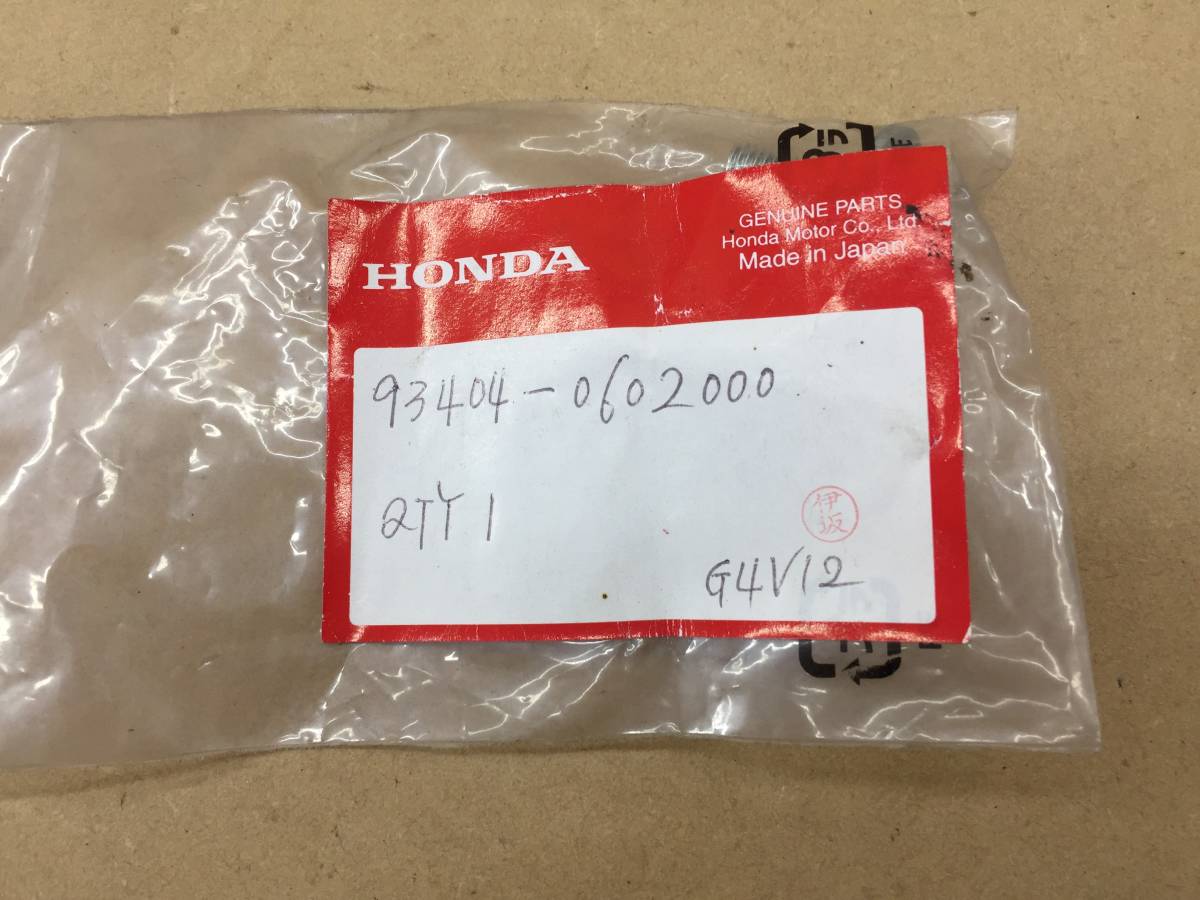 GENUINE PARTS
Honda Motor Co., Ltd
Made in Japan
HONDA
93404-0602000
QTY 1
伊坂
G4V12